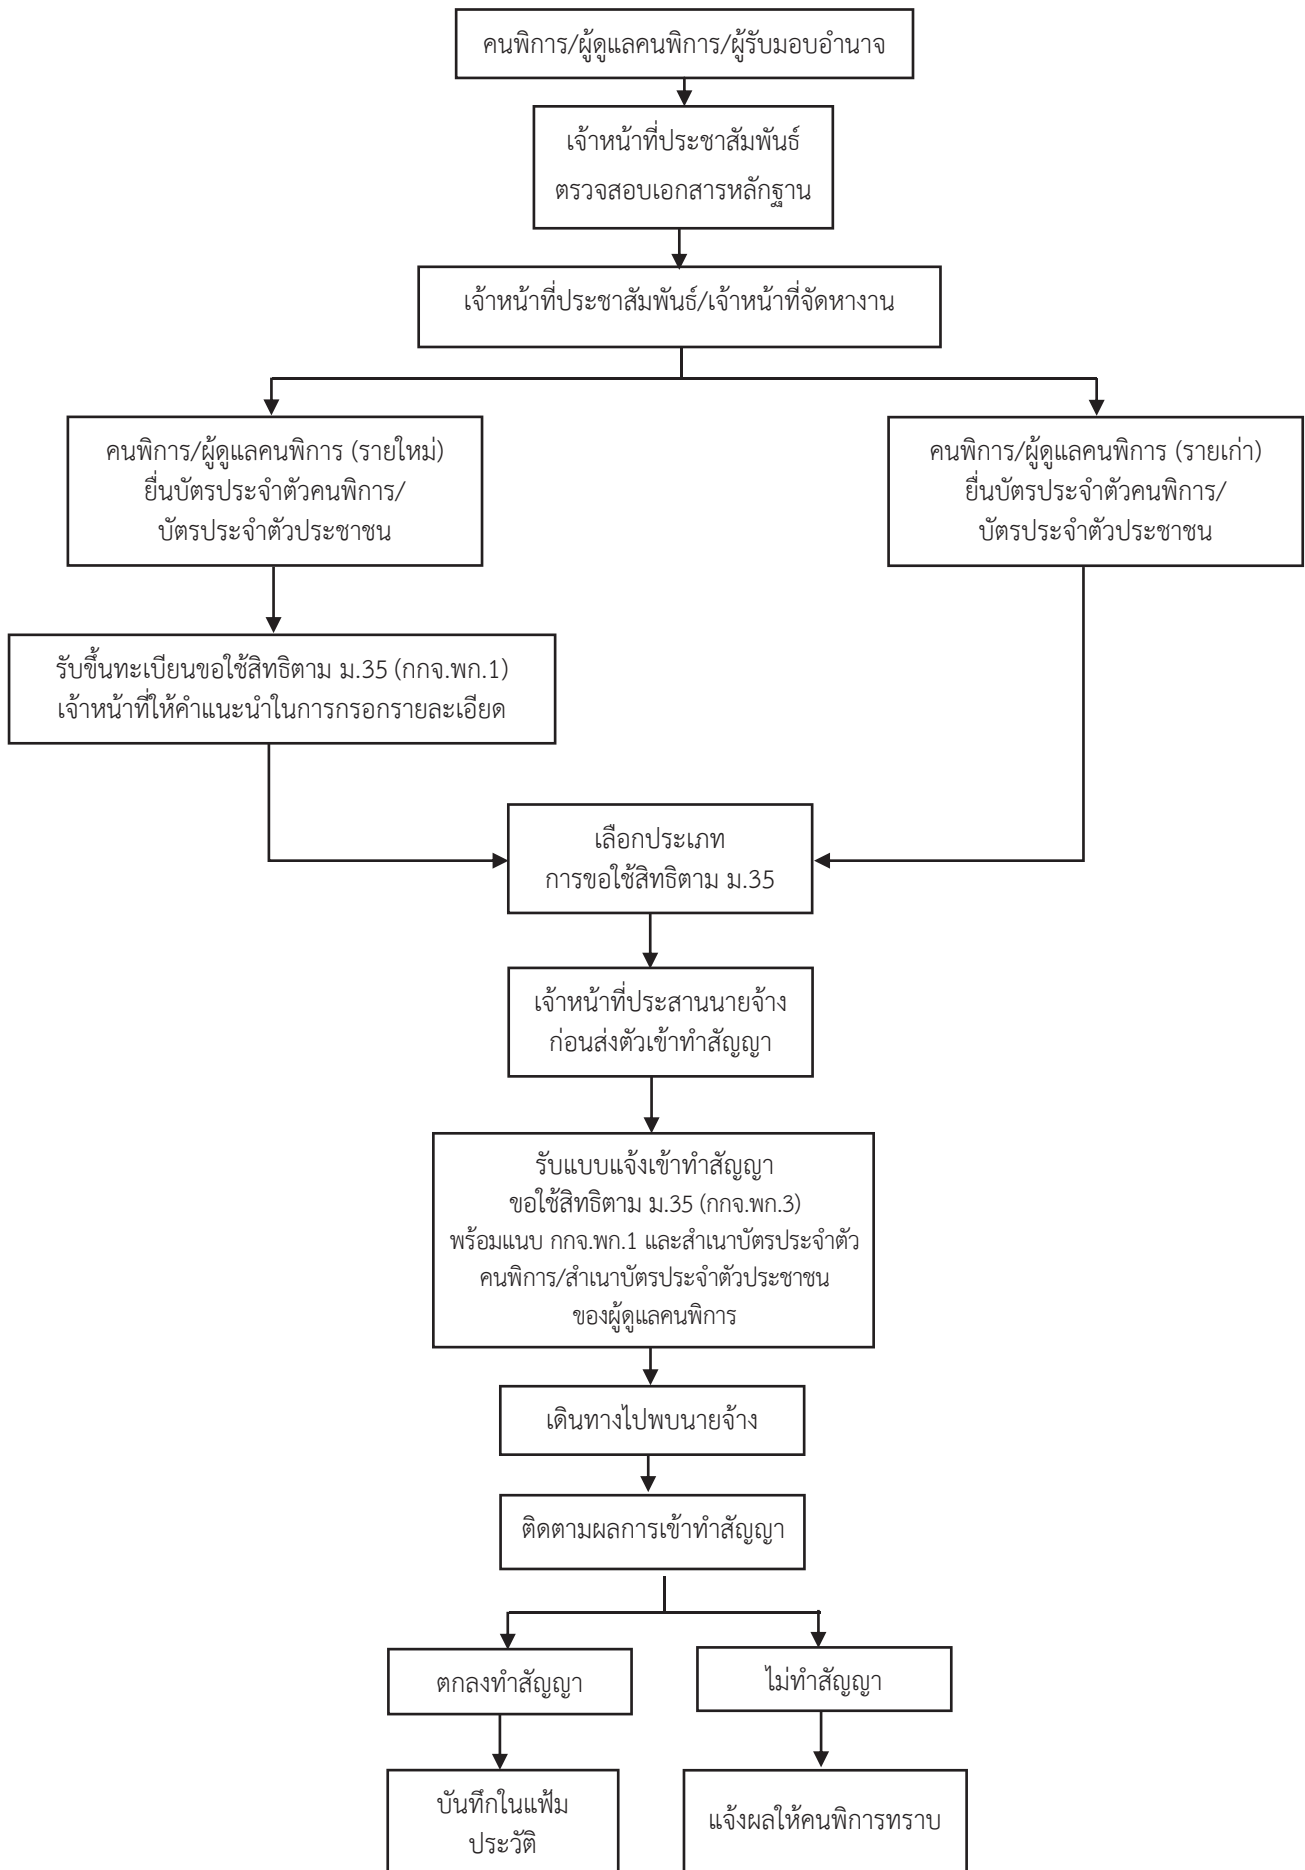 คนพิการ/ผู้ดูแลคนพิการ/ผู้รับมอบอำนาจ
เจ้าหน้าที่ประชาสัมพันธ์
ตรวจสอบเอกสารหลักฐาน
เจ้าหน้าที่ประชาสัมพันธ์/เจ้าหน้าที่จัดหางาน
คนพิการ/ผู้ดูแลคนพิการ (รายใหม่)
ยื่นบัตรประจำตัวคนพิการ/
บัตรประจำตัวประชาชน
คนพิการ/ผู้ดูแลคนพิการ (รายเก่า)
ยื่นบัตรประจำตัวคนพิการ/
บัตรประจำตัวประชาชน
รับขึ้นทะเบียนขอใช้สิทธิตาม ม.35 (กกจ.พก.1)
เจ้าหน้าที่ให้คำแนะนำในการกรอกรายละเอียด
เลือกประเภท
การขอใช้สิทธิตาม ม.35
เจ้าหน้าที่ประสานนายจ้าง
ก่อนส่งตัวเข้าทำสัญญา
รับแบบแจ้งเข้าทำสัญญา
ขอใช้สิทธิตาม ม.35 (กกจ.พก.3)
พร้อมแนบ กกจ.พก.1 และสำเนาบัตรประจำตัว
คนพิการ/สำเนาบัตรประจำตัวประชาชน
ของผู้ดูแลคนพิการ
เดินทางไปพบนายจ้าง
ติดตามผลการเข้าทำสัญญา
ตกลงทำสัญญา
ไม่ทำสัญญา
บันทึกในแฟ้ม
ประวัติ
แจ้งผลให้คนพิการทราบ